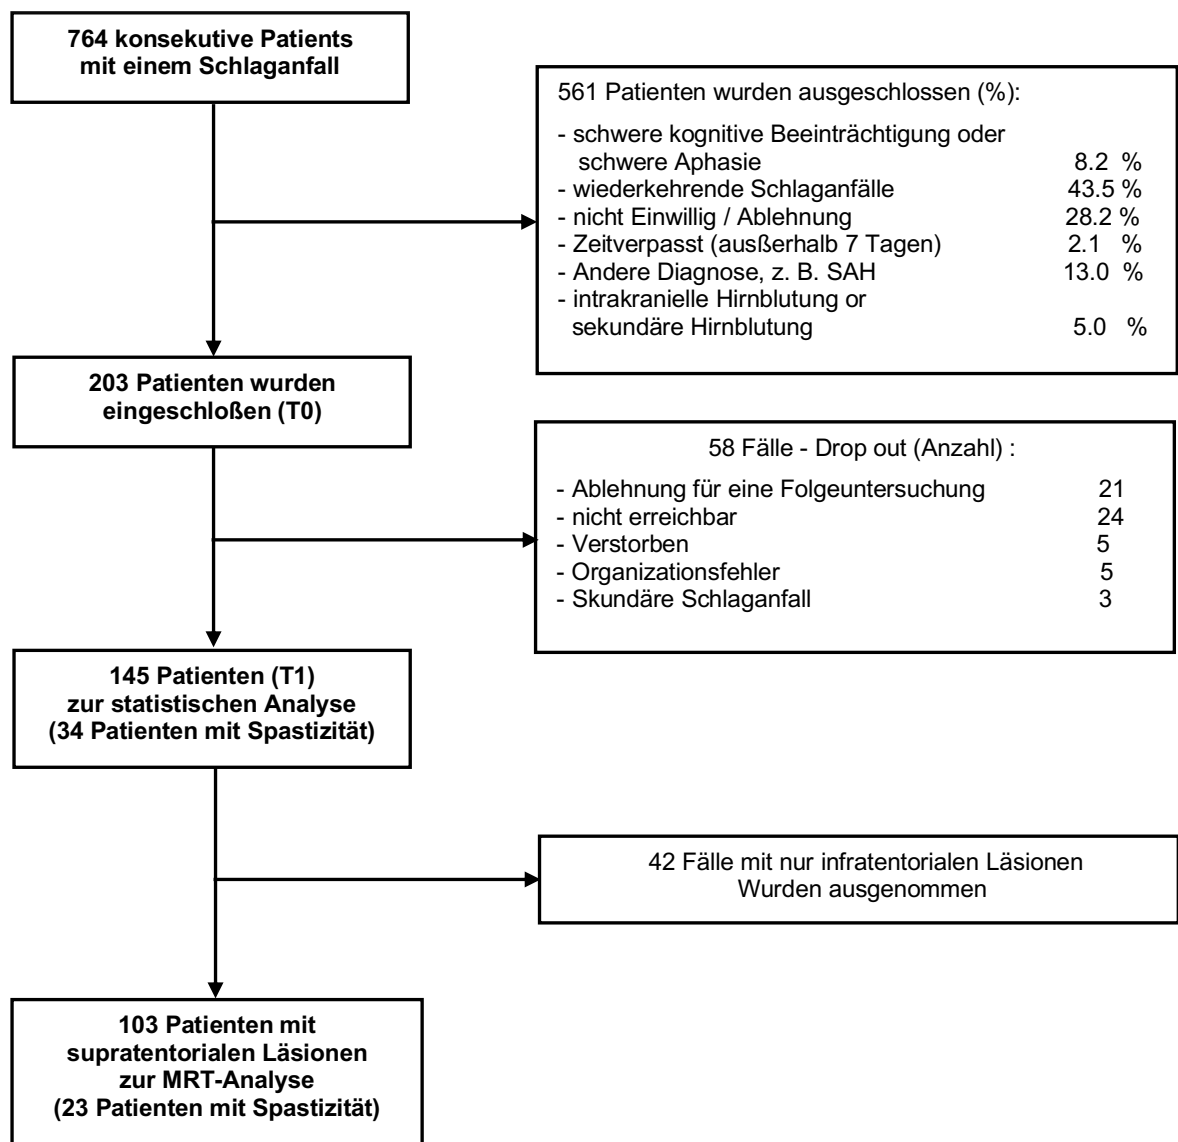 764 konsekutive Patients
mit einem Schlaganfall
561 Patienten wurden ausgeschlossen (%):
- schwere kognitive Beeinträchtigung oder
schwere Aphasie 8.2 %
- wiederkehrende Schlaganfälle 43.5 %
- nicht Einwillig / Ablehnung 28.2 %
- Zeitverpasst (ausßerhalb 7 Tagen) 2.1 %
- Andere Diagnose, z. B. SAH 13.0 %
- intrakranielle Hirnblutung or
sekundäre Hirnblutung 5.0 %
203 Patienten wurden
eingeschloßen (T0)
58 Fälle - Drop out (Anzahl) :
- Ablehnung für eine Folgeuntersuchung 21
- nicht erreichbar 24
- Verstorben 5
- Organizationsfehler 5
- Skundäre Schlaganfall 3
145 Patienten (T1)
zur statistischen Analyse
(34 Patienten mit Spastizität)
42 Fälle mit nur infratentorialen Läsionen
Wurden ausgenommen
103 Patienten mit
supratentorialen Läsionen
zur MRT-Analyse
(23 Patienten mit Spastizität)